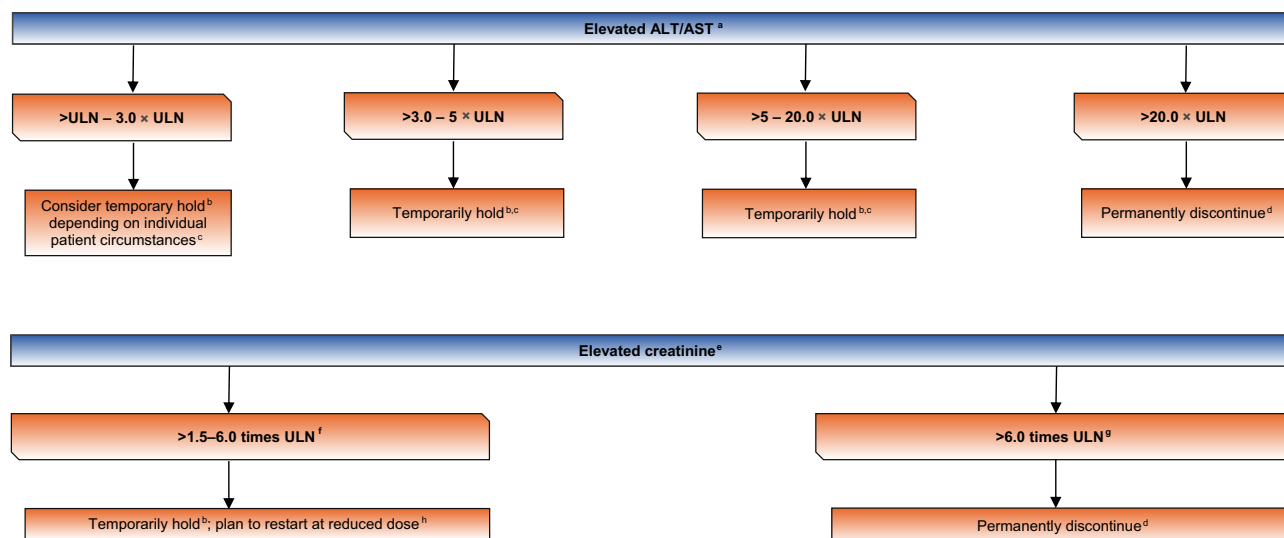 Elevated ALT/AST a
>ULN – 3.0 × ULN
>3.0 – 5 × ULN
>5 – 20.0 × ULN
>20.0 × ULN
Consider temporary hold b
depending on individual
patient circumstances c
Temporarily hold b,c
Temporarily hold b,c
Permanently discontinue d
Elevated creatinine e
>1.5–6.0 times ULN f
>6.0 times ULN g
Temporarily hold b; plan to restart at reduced dose h
Permanently discontinue d